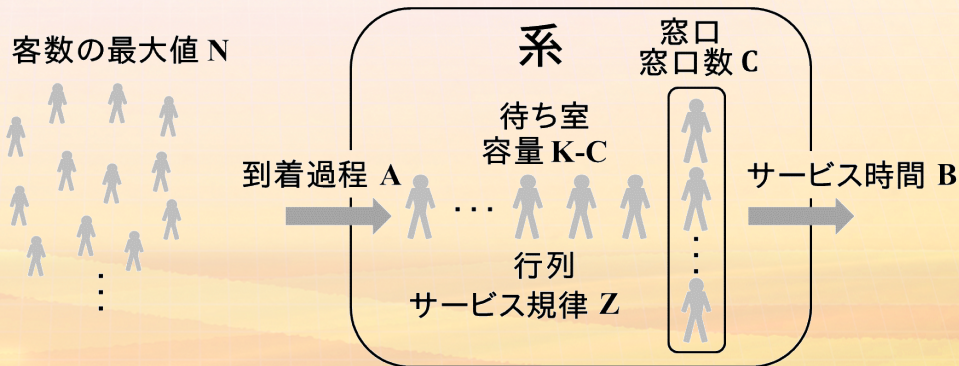 客数の最大値 N
系
窓口
窓口数 C
待ち室
容量 K-C
到着過程 A
サービス時間 B
行列
サービス規律 Z